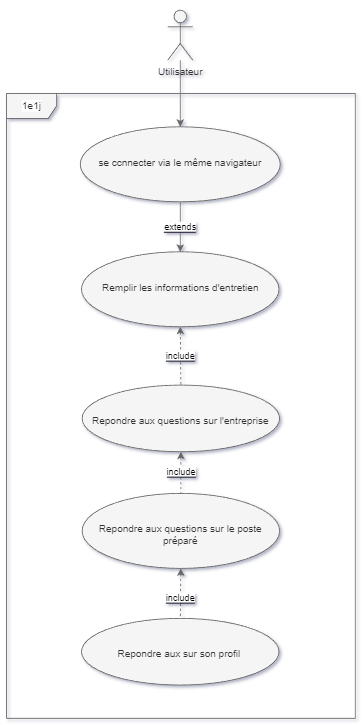 Utilisateur
1e1j
se connecter via le même navigateur
extends
Remplir les informations d'entretien
include
Repondre aux questions sur l'entreprise
include
Repondre aux questions sur le poste
préparé
include
Repondre aux sur son profil